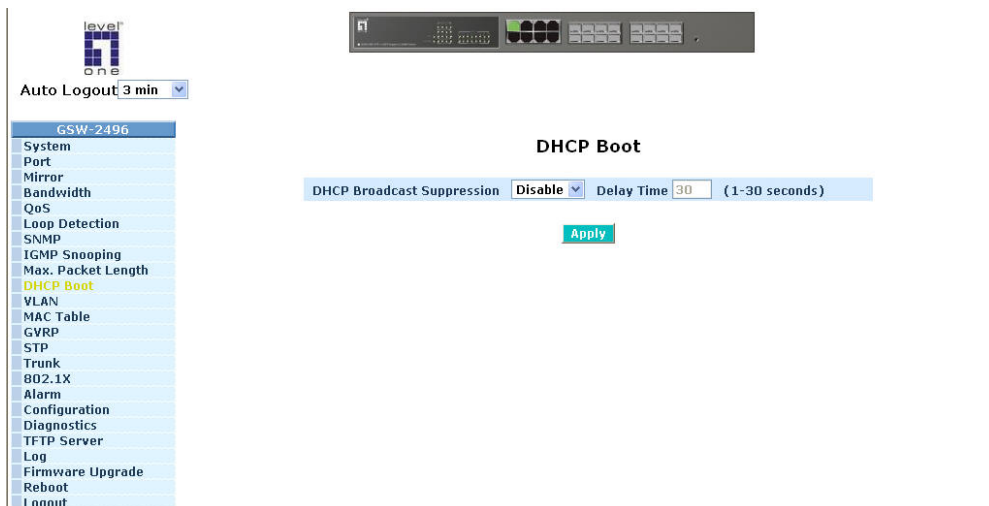 level
one
Auto Logout 3 min
GSW-2496
System
Port
Mirror
Bandwidth
QoS
Loop Detection
SNMP
IGMP Snooping
Max. Packet Length
DHCP Boot
VLAN
MAC Table
GVRP
STP
Trunk
802.1X
Alarm
Configuration
Diagnostics
TFTP Server
Log
Firmware Upgrade
Reboot
Logout
DHCP Boot
DHCP Broadcast Suppression Disable Delay Time 30 (1-30 seconds)
Apply